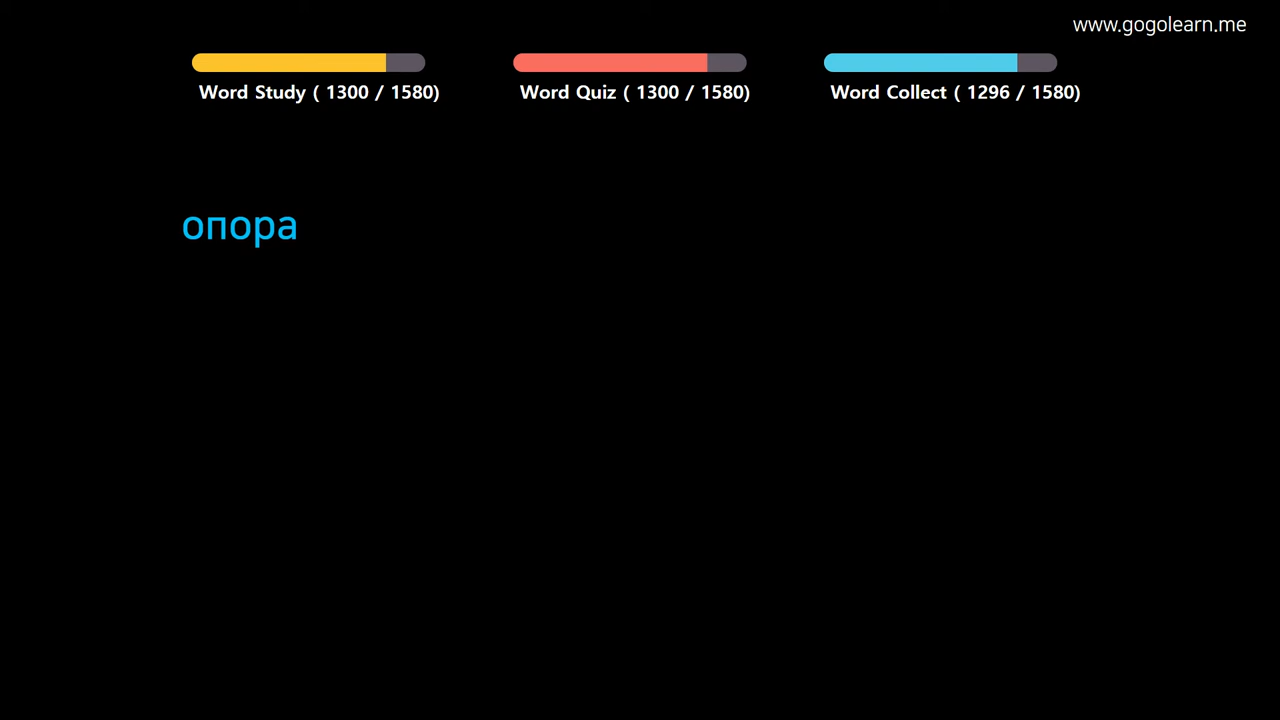 www.gogolearn.me
Word Study ( 1300 / 1580)
Word Quiz ( 1300 / 1580)
Word Collect ( 1296 / 1580)
опора